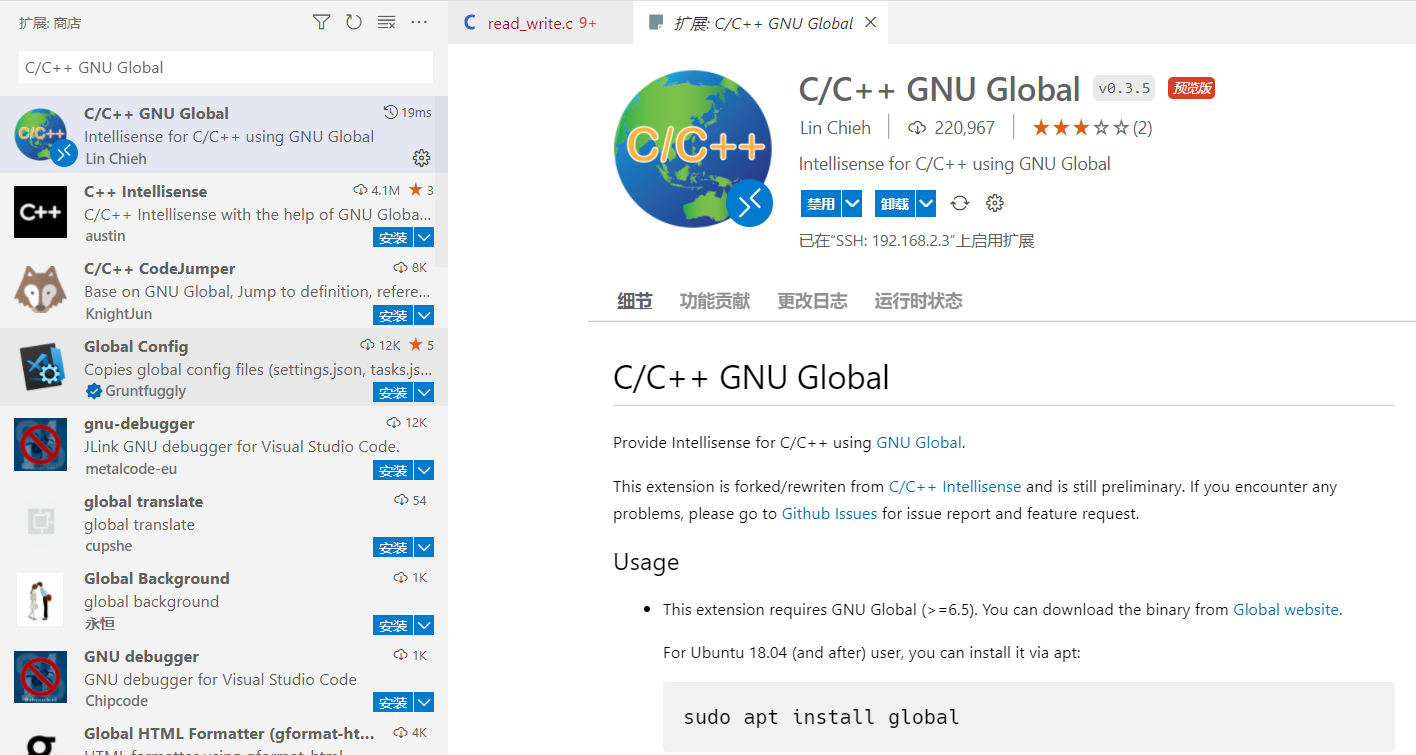 扩展: 商店
C/C++ GNU Global
C/C++ GNU Global 19ms
Intellisense for C/C++ using GNU Global
Lin Chieh
C++ Intellisense 4.1M 3
C/C++ Intellisense with the help of GNU Globa...
austin 安装
C/C++ CodeJumper 8K
Base on GNU Global, Jump to definition, refere...
KnightJun 安装
Global Config 12K 5
Copies global config files (settings.json, tasks.js...
Gruntfuggly 安装
gnu-debugger 12K
JLink GNU debugger for Visual Studio Code.
metalcode-eu 安装
global translate 54
global translate
cupshe 安装
Global Background 1K
global background
永恒 安装
GNU debugger 1K
GNU debugger for Visual Studio Code
Chipcode 安装
Global HTML Formatter (gformat-ht... 4K
HTML formatter using gformat-html
C read_write.c 9+
扩展: C/C++ GNU Global
C/C++
C/C++ GNU Global v0.3.5 预览版
Lin Chieh 220,967 (2)
Intellisense for C/C++ using GNU Global
禁用 卸载
已在“SSH: 192.168.2.3”上启用扩展
细节 功能贡献 更改日志 运行时状态
C/C++ GNU Global
Provide Intellisense for C/C++ using GNU Global.
This extension is forked/rewriten from C/C++ Intellisense and is still preliminary. If you encounter any
problems, please go to Github Issues for issue report and feature request.
Usage
• This extension requires GNU Global (>=6.5). You can download the binary from Global website.
For Ubuntu 18.04 (and after) user, you can install it via apt:
sudo apt install global